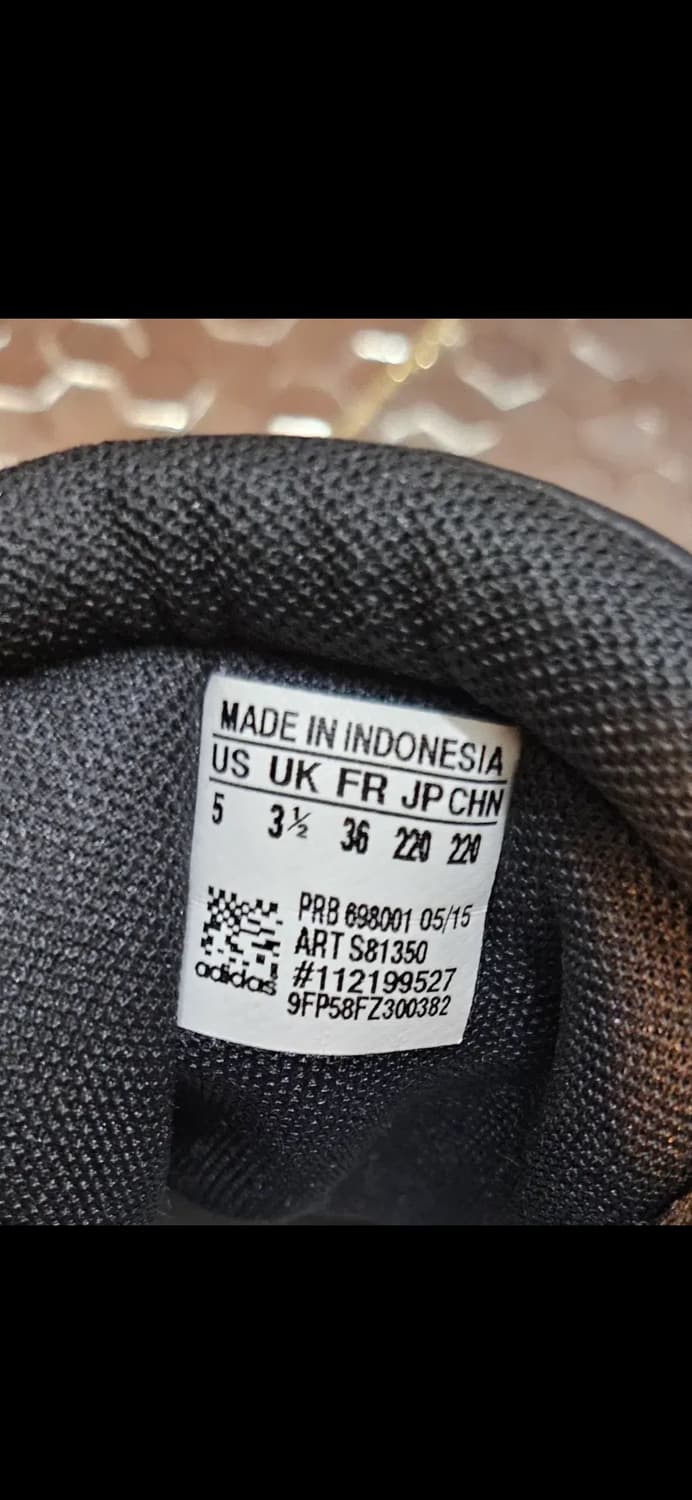 MADE IN INDONESIA
US UK FR JP CHN
5 3½ 36 220 220
PRB 698001 05/15
ART S81350
adidas #112199527
9FP58FZ300382